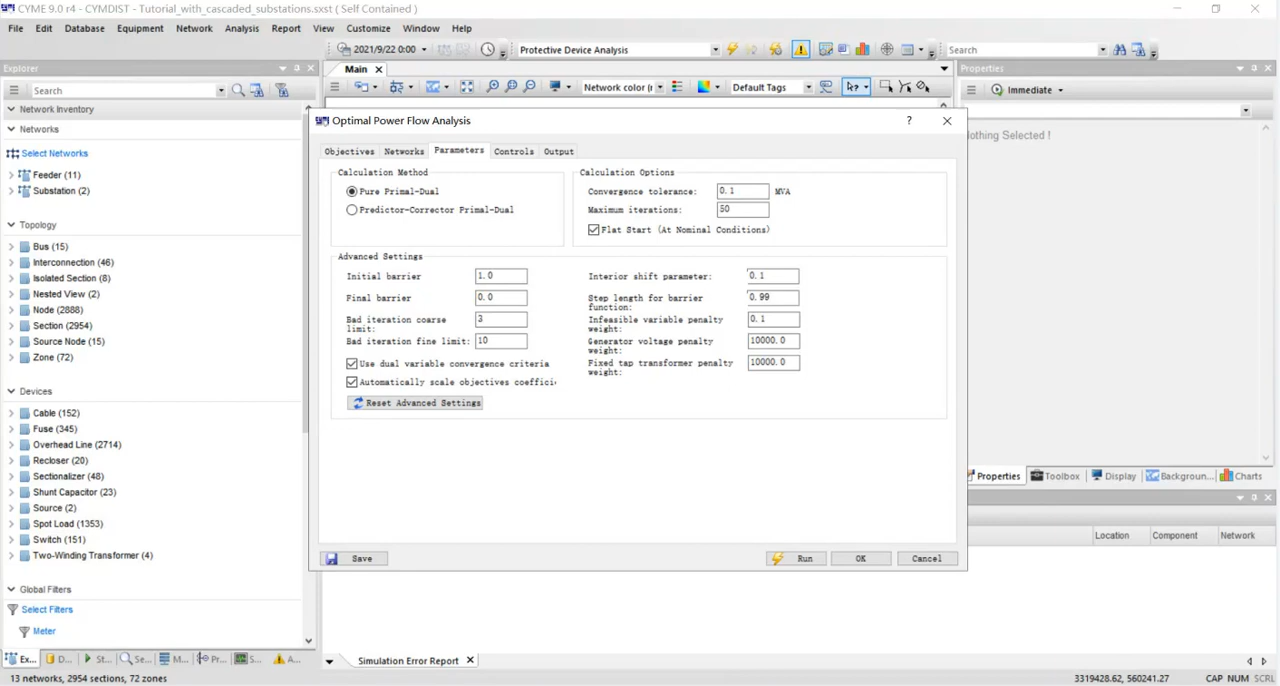 CYME 9.0 r4 - CYMDIST - Tutorial_with_cascaded_substations.sxst ( Self Contained )
File Edit Database Equipment Network Analysis Report View Customize Window Help
2021/9/22 0:00 Protective Device Analysis Search
Explorer
Main
Properties
Search
Network color (r Default Tags
Immediate
Network Inventory
Nothing Selected !
Networks
Select Networks
Feeder (11)
Substation (2)
Topology
Bus (15)
Interconnection (46)
Isolated Section (8)
Nested View (2)
Node (2888)
Section (2954)
Source Node (15)
Zone (72)
Devices
Cable (152)
Fuse (345)
Overhead Line (2714)
Recloser (20)
Sectionalizer (48)
Shunt Capacitor (23)
Source (2)
Spot Load (1353)
Switch (151)
Two-Winding Transformer (4)
Global Filters
Select Filters
Meter
Ex... D... St... Se... M... Pr... S... A...
Optimal Power Flow Analysis
?
Objectives Networks Parameters Controls Output
Calculation Method
Pure Primal-Dual
Predictor-Corrector Primal-Dual
Calculation Options
Convergence tolerance: 0.1 MVA
Maximum iterations: 50
Flat Start (At Nominal Conditions)
Advanced Settings
Initial barrier 1.0
Final barrier 0.0
Bad iteration coarse limit: 3
Bad iteration fine limit: 10
Use dual variable convergence criteria
Automatically scale objectives coeffici
Reset Advanced Settings
Interior shift parameter: 0.1
Step length for barrier function: 0.99
Infeasible variable penalty weight: 0.1
Generator voltage penalty weight: 10000.0
Fixed tap transformer penalty weight: 10000.0
Save Run OK Cancel
Properties Toolbox Display Backgroun... Charts
Location Component Network
Simulation Error Report
13 networks, 2954 sections, 72 zones
3319428.62, 560241.27 CAP NUM SCRL